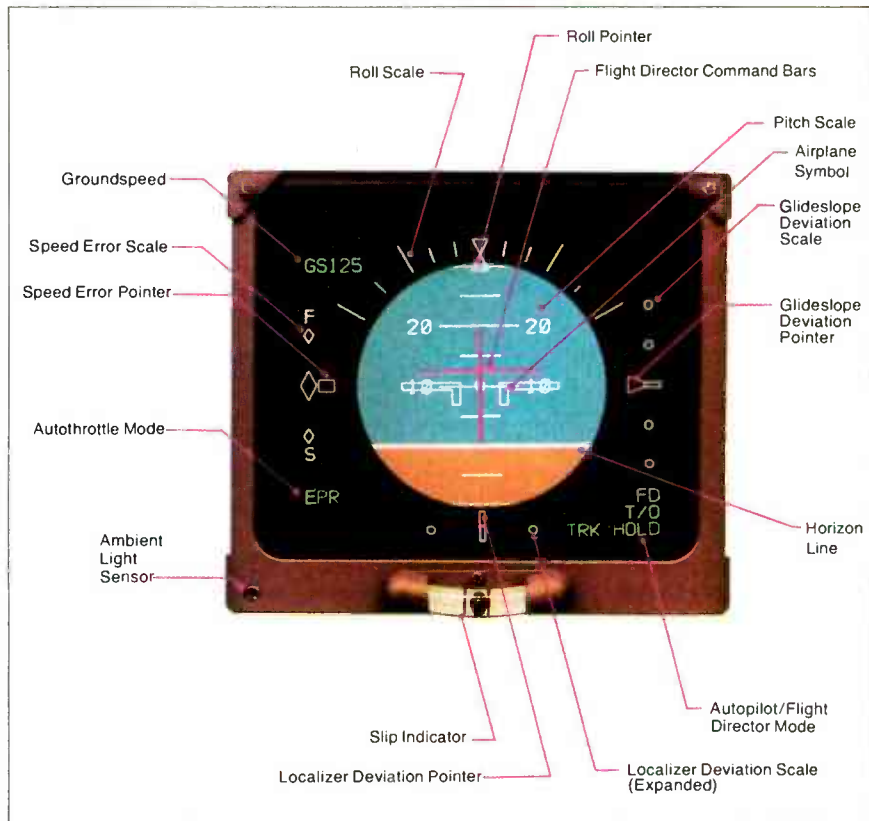 Roll Pointer
Roll Scale
Flight Director Command Bars
Pitch Scale
Airplane
Symbol
Groundspeed
Glideslope
Deviation
Scale
Speed Error Scale
GS125
Speed Error Pointer
F
Glideslope
Deviation
Pointer
20 20
10 10
Autothrottle Mode
S
EPR
FD
T/O
TRK HOLD
Ambient
Light
Sensor
Horizon
Line
Autopilot/Flight
Director Mode
Slip Indicator
Localizer Deviation Pointer
Localizer Deviation Scale
(Expanded)